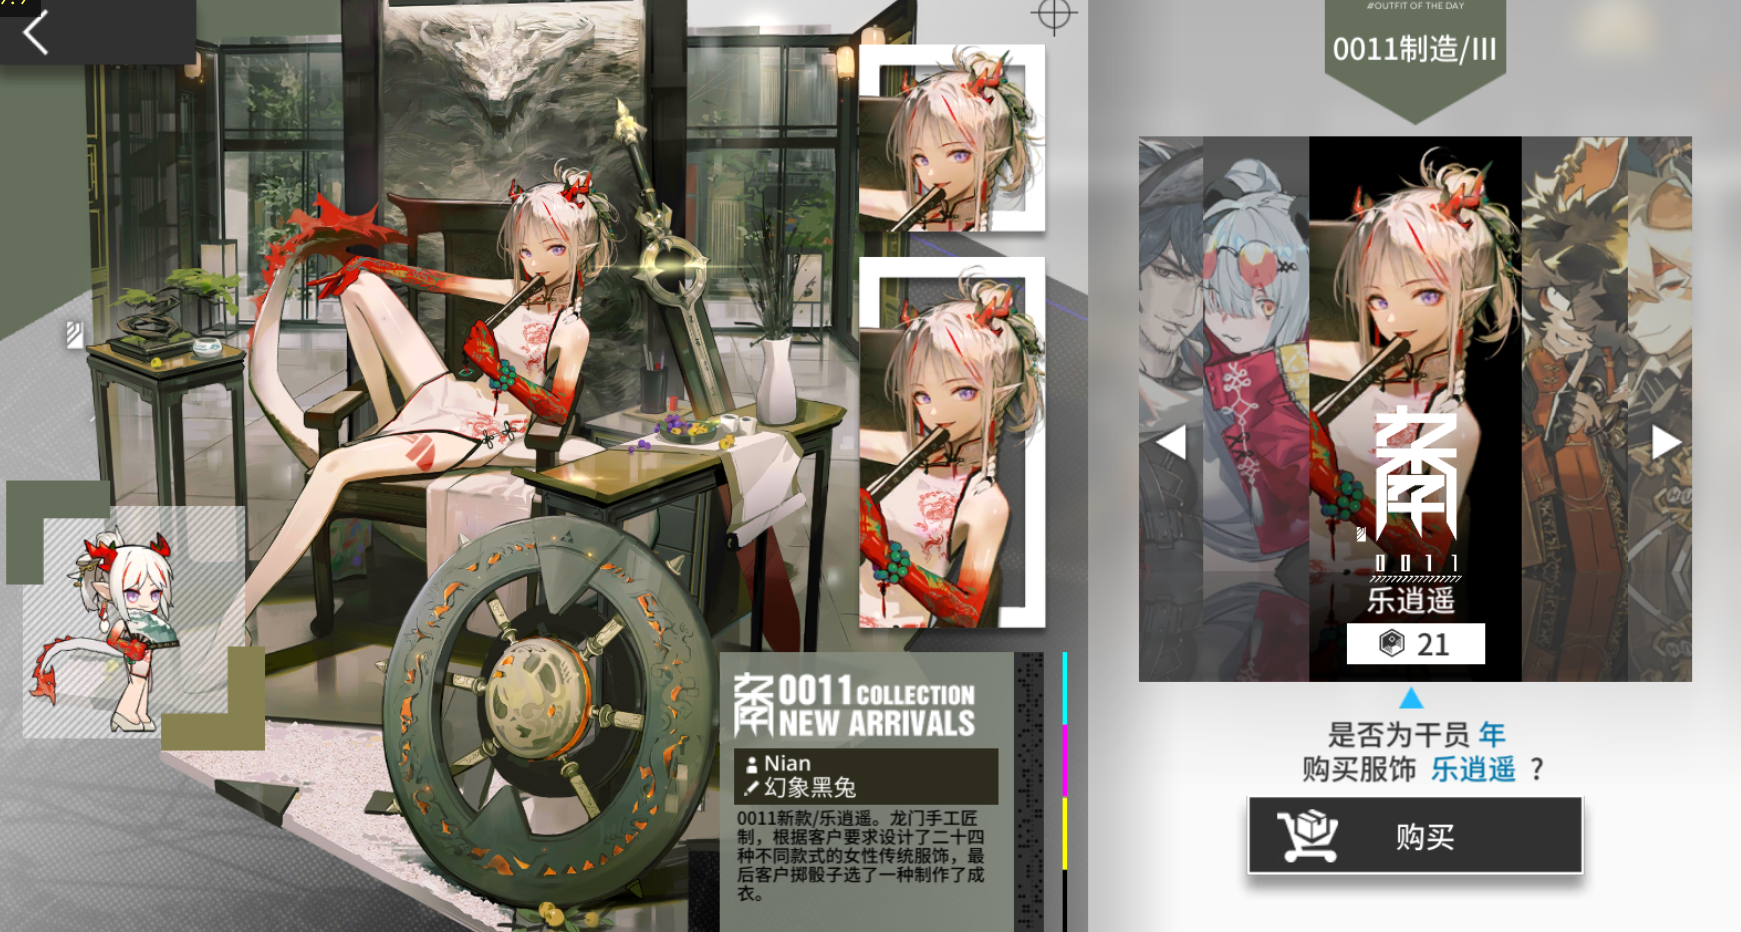 0011 COLLECTION
NEW ARRIVALS
Nian
幻象黑兔
0011新款/乐逍遥。龙门手工匠
制，根据客户要求设计了二十四
种不同款式的女性传统服饰，最
后客户掷骰子选了一种制作了成
衣。
#OUTFIT OF THE DAY
0011制造/III
0011
乐逍遥
21
是否为干员 年
购买服饰 乐逍遥 ？
购买